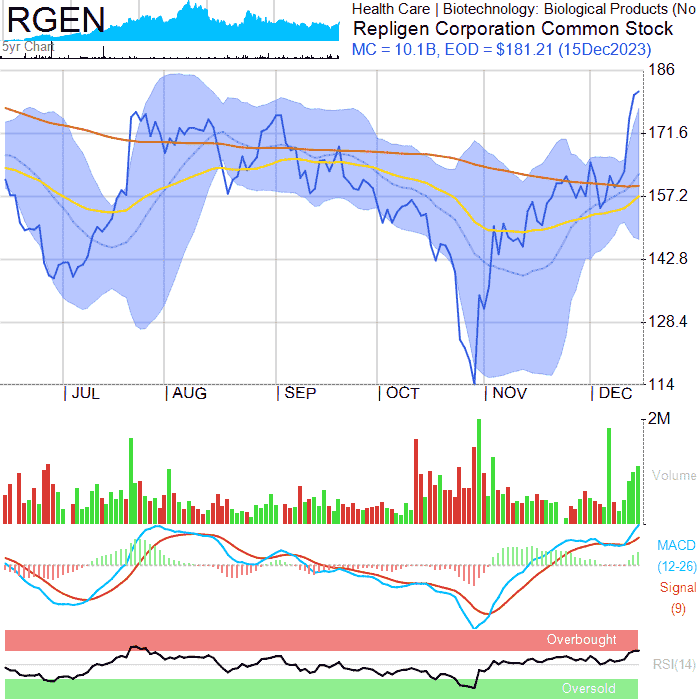 RGEN
5yr Chart
Health Care | Biotechnology: Biological Products (No
Repligen Corporation Common Stock
MC = 10.1B, EOD = $181.21 (15Dec2023)
186
171.6
157.2
142.8
128.4
114
JUL AUG SEP OCT NOV DEC
2M
Volume
MACD
(12-26)
Signal
(9)
Overbought
RSI(14)
Oversold